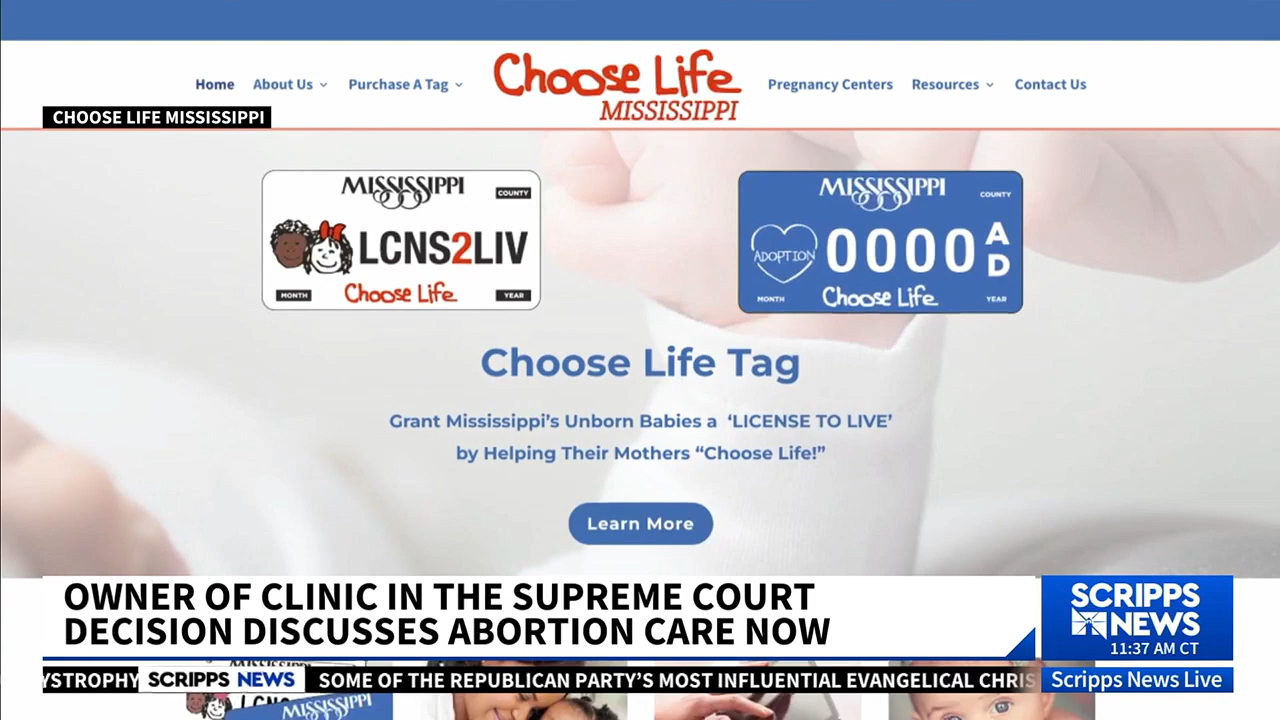 Home
About Us
Purchase A Tag
Choose Life
MISSISSIPPI
Pregnancy Centers
Resources
Contact Us
CHOOSE LIFE MISSISSIPPI
MISSISSIPPI
COUNTY
LCNS2LIV
MONTH
Choose Life
YEAR
MISSISSIPPI
COUNTY
ADOPTION
0000
A
D
MONTH
Choose Life
YEAR
Choose Life Tag
Grant Mississippi’s Unborn Babies a ‘LICENSE TO LIVE’
by Helping Their Mothers “Choose Life!”
Learn More
OWNER OF CLINIC IN THE SUPREME COURT
DECISION DISCUSSES ABORTION CARE NOW
SCRIPPS
NEWS
11:37 AM CT
YSTROPHY SCRIPPS NEWS SOME OF THE REPUBLICAN PARTY’S MOST INFLUENTIAL EVANGELICAL CHRIS
Scripps News Live
MISSISSIPPI